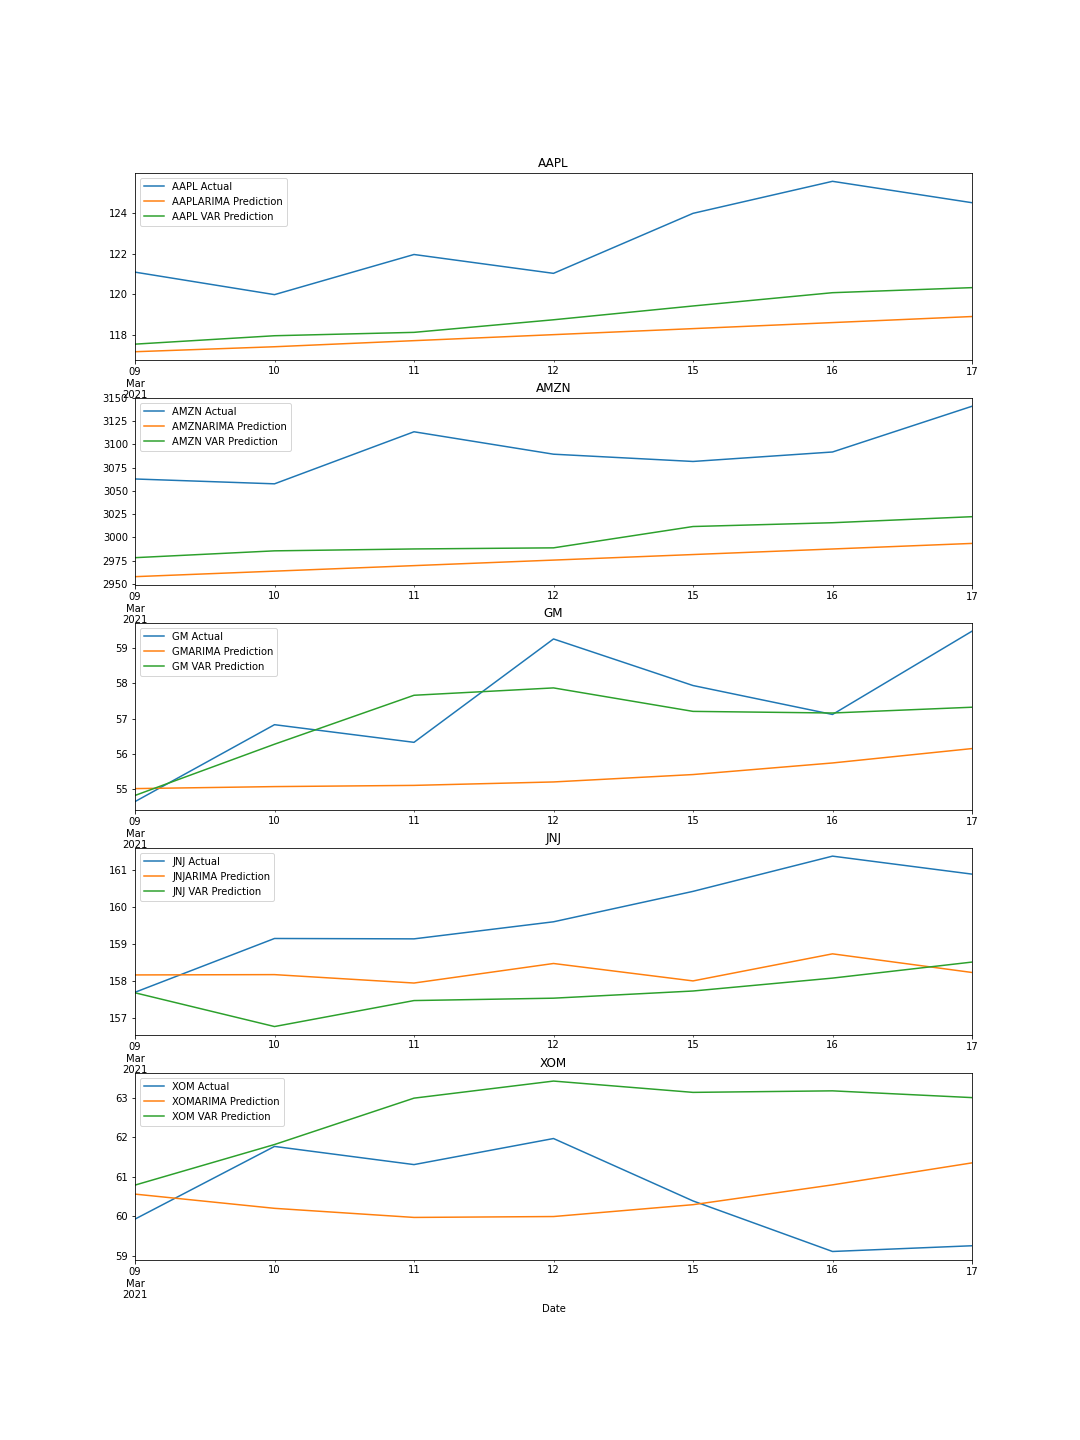 AAPL
AAPL Actual
AAPLARIMA Prediction
AAPL VAR Prediction
124
122
120
118
09 10 11 12 15 16 17
Mar
2021
AMZN
AMZN Actual
AMZNARIMA Prediction
AMZN VAR Prediction
3150
3125
3100
3075
3050
3025
3000
2975
2950
09 10 11 12 15 16 17
Mar
2021
GM
GM Actual
GMARIMA Prediction
GM VAR Prediction
59
58
57
56
55
09 10 11 12 15 16 17
Mar
2021
JNJ
JNJ Actual
JNJARIMA Prediction
JNJ VAR Prediction
161
160
159
158
157
09 10 11 12 15 16 17
Mar
2021
XOM
XOM Actual
XOMARIMA Prediction
XOM VAR Prediction
63
62
61
60
59
09 10 11 12 15 16 17
Mar
2021
Date